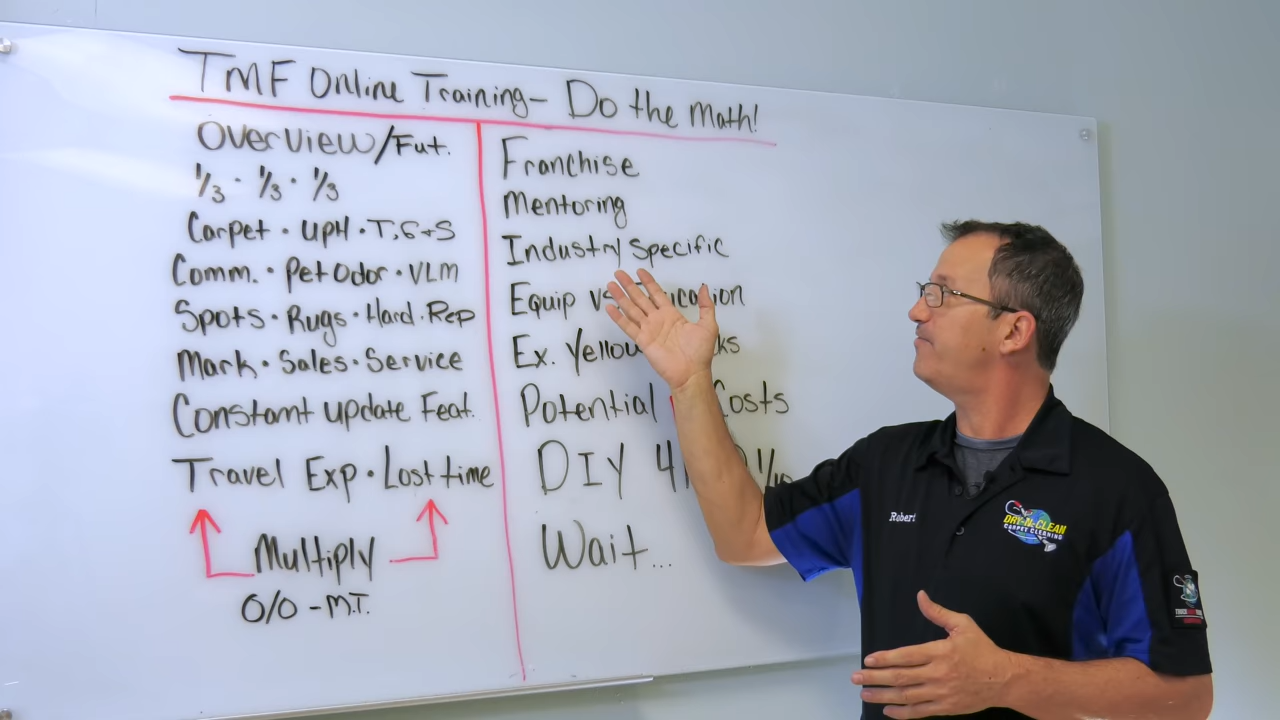 TMF Online Training - Do the Math!
Overview/Fut.
1/3 · 1/3 · 1/3
Carpet · UPH · T,G+S
Comm. · Pet Odor · VLM
Spots · Rugs · Hard · Rep
Mark · Sales · Service
Constant update Feat.
Travel Exp · Lost time
Multiply
O/O - M.T.
Franchise
Mentoring
Industry Specific
Equip vs
Ex. Yellow
Potential Costs
DIY
Wait...
Robert
DRY-N-CLEAN
CARPET CLEANING